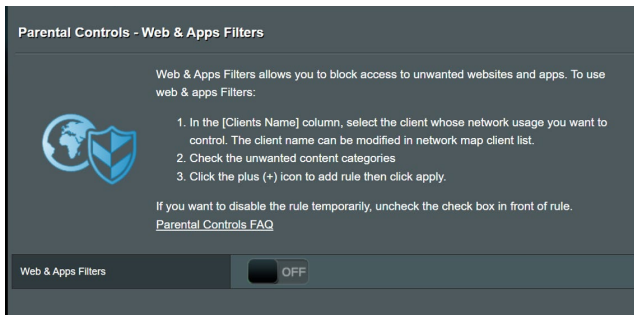 Parental Controls - Web & Apps Filters
Web & Apps Filters allows you to block access to unwanted websites and apps. To use
web & apps Filters:
1. In the [Clients Name] column, select the client whose network usage you want to
control. The client name can be modified in network map client list.
2. Check the unwanted content categories
3. Click the plus (+) icon to add rule then click apply.
If you want to disable the rule temporarily, uncheck the check box in front of rule.
Parental Controls FAQ
Web & Apps Filters
OFF